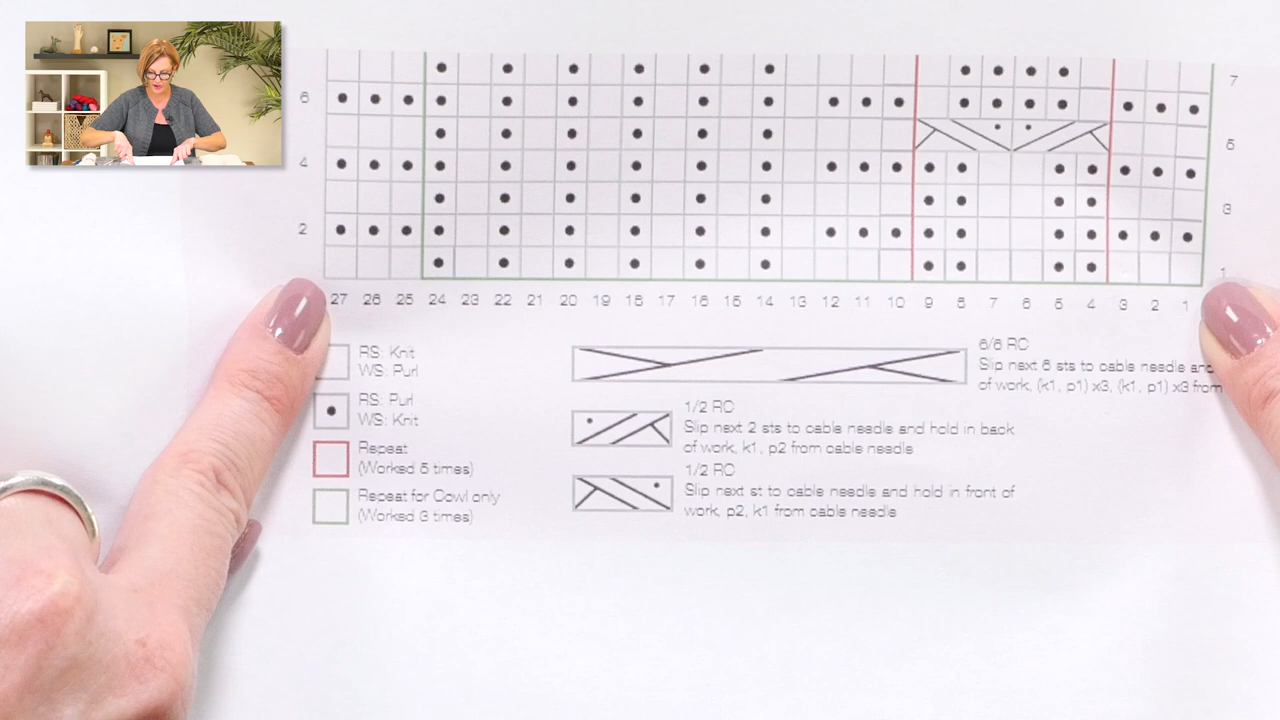 7
6
5
4
3
2
1
27 26 25 24 23 22 21 20 19 18 17 16 15 14 13 12 11 10 9 8 7 6 5 4 3 2 1
RS: Knit
WS: Purl
RS: Purl
WS: Knit
Repeat
(Worked 5 times)
Repeat for Cowl only
(Worked 3 times)
6/6 RC
Slip next 6 sts to cable needle and
of work, (k1, p1) x3, (k1, p1) x3 from
1/2 RC
Slip next 2 sts to cable needle and hold in back
of work, k1, p2 from cable needle
1/2 RC
Slip next st to cable needle and hold in front of
work, p2, k1 from cable needle